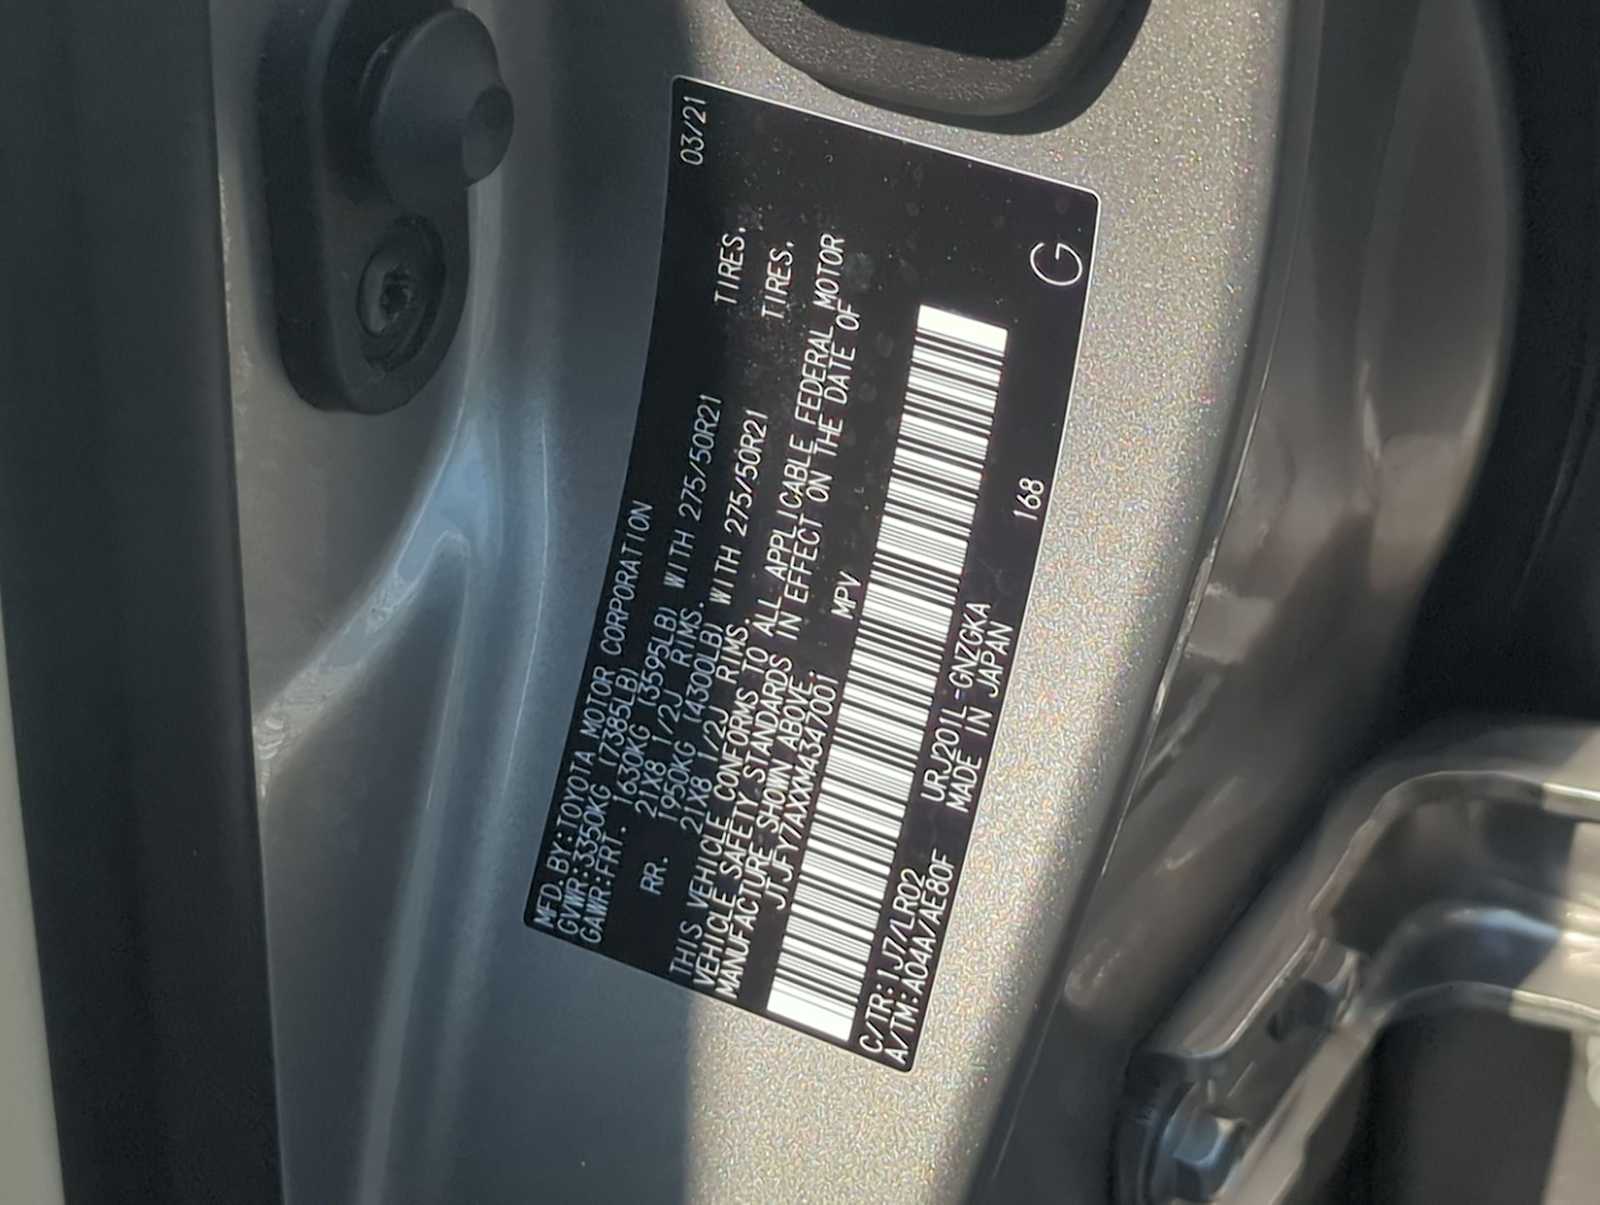 MFD.BY:TOYOTA MOTOR CORPORATION 03/21
GVWR:3350KG (7385LB)
GAWR:FRT. 1630KG (3595LB) WITH 275/50R21 TIRES,
21X8 1/2J RIMS.
RR. 1950KG (4300LB) WITH 275/50R21 TIRES,
21X8 1/2J RIMS.
THIS VEHICLE CONFORMS TO ALL APPLICABLE FEDERAL MOTOR
VEHICLE SAFETY STANDARDS IN EFFECT ON THE DATE OF
MANUFACTURE SHOWN ABOVE.
JTJFY7AXXM4347001 MPV
C/TR:1J7/LR02 URJ201L-GNZGKA 168 G
A/TM:A04A/AE80F MADE IN JAPAN